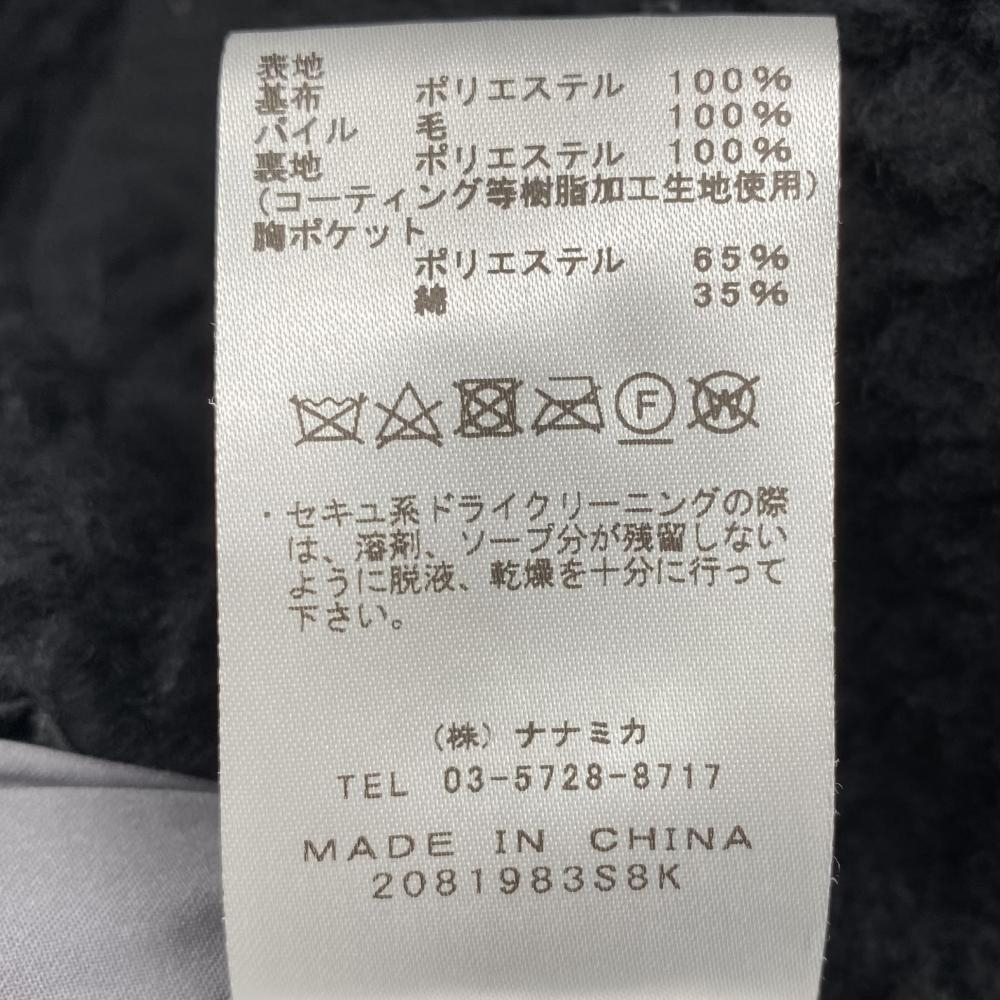 表地
基布 ポリエステル 100%
パイル 毛 100%
裏地 ポリエステル 100%
(コーティング等樹脂加工生地使用)
胸ポケット
ポリエステル 65%
綿 35%
F
W
・セキユ系ドライクリーニングの際
は、溶剤、ソープ分が残留しない
ように脱液、乾燥を十分に行って
下さい。
(株)ナナミカ
TEL 03-5728-8717
MADE IN CHINA
2081983S8K